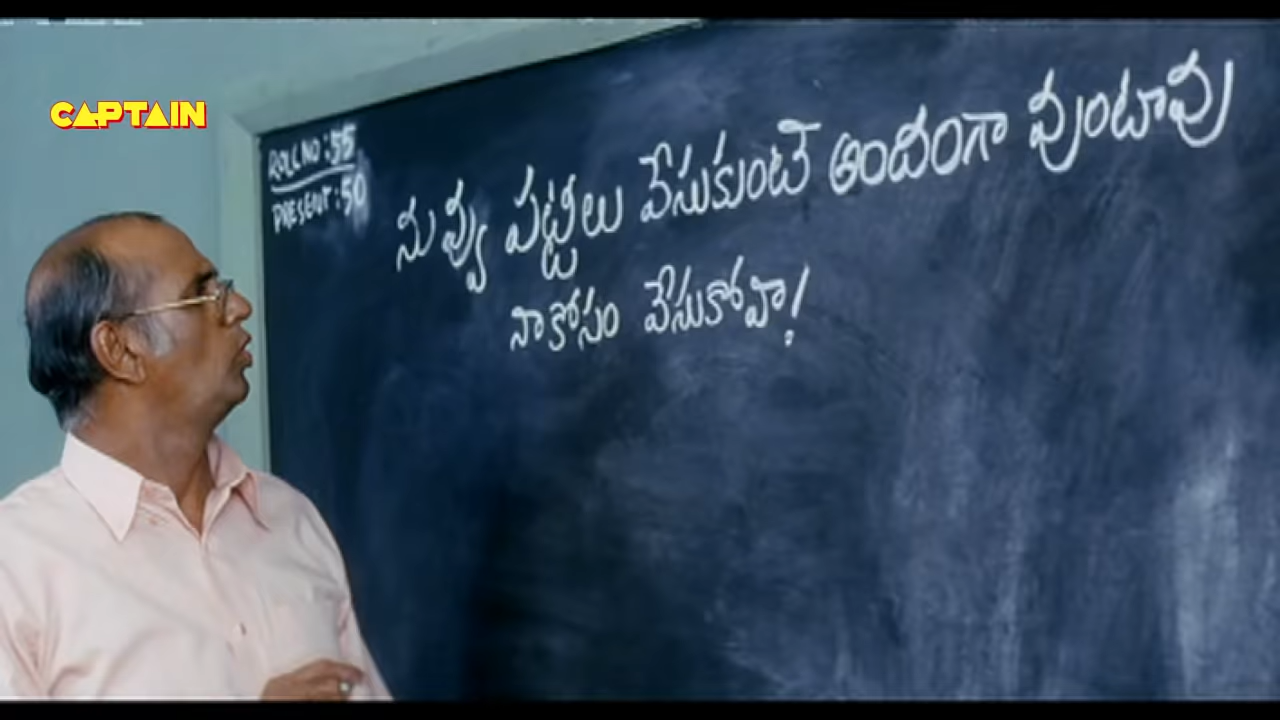 CAPTAIN
ROLL NO : 55
PRESENT : 50
నువ్వు పట్టీలు వేసుకుంటే అందంగా వుంటావు
నాకోసం వేసుకోవా!